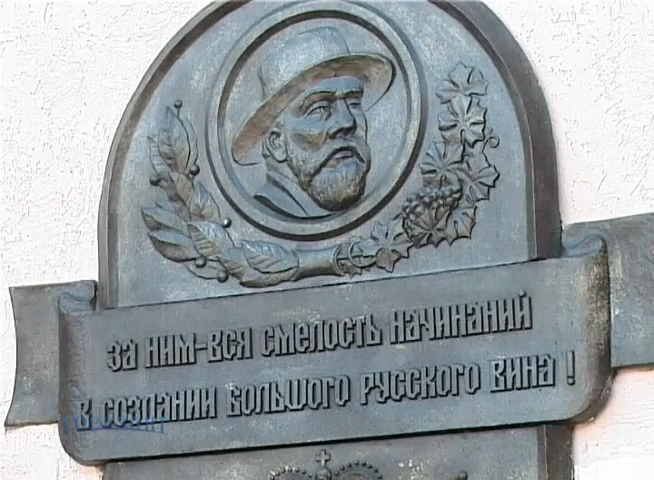 За ним-вся смелость начинаний
в создании большого русского вина !